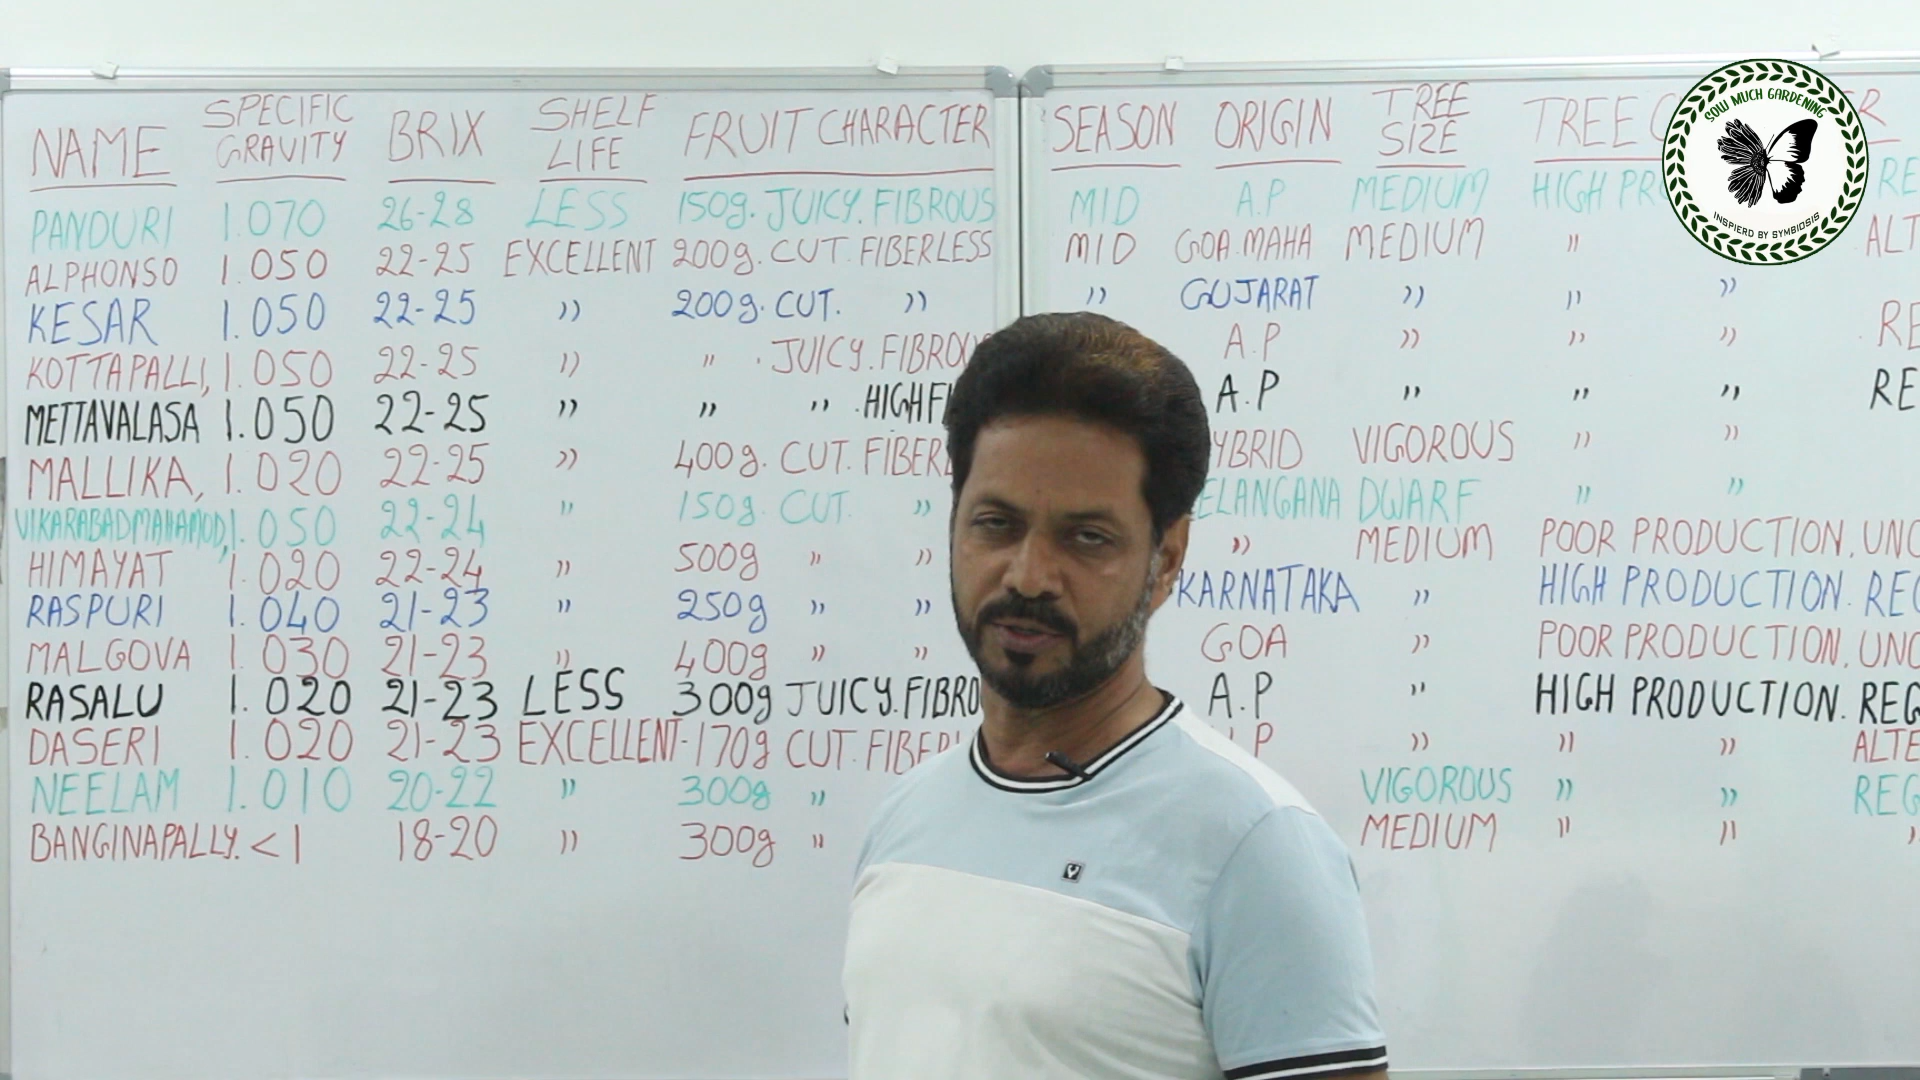 NAME SPECIFIC GRAVITY BRIX SHELF LIFE FRUIT CHARACTER SEASON ORIGIN TREE SIZE TREE
PANDURI 1.070 26-28 LESS 150g. JUICY. FIBROUS MID A.P MEDIUM HIGH
ALPHONSO 1.050 22-25 EXCELLENT 200g. CUT. FIBERLESS MID GOA.MAHA MEDIUM "
KESAR 1.050 22-25 " 200g. CUT. " " GUJARAT " " "
KOTTAPALLI, 1.050 22-25 " " . JUICY. A.P " " "
METTAVALASA 1.050 22-25 " " " . A.P " " "
MALLIKA, 1.020 22-25 " 400g. CUT. VIGOROUS " "
VIKARABADMAHAMOD, 1.050 22-24 " 150g. CUT. " DWARF " "
HIMAYAT 1.020 22-24 " 500g " " " MEDIUM POOR PRODUCTION.
RASPURI 1.040 21-23 " 250g " " KARNATAKA " HIGH PRODUCTION.
MALGOVA 1.030 21-23 " 400g " " GOA " POOR PRODUCTION.
RASALU 1.020 21-23 LESS 300g JUICY. A.P " HIGH PRODUCTION.
DASERI 1.020 21-23 EXCELLENT-170g CUT. " " "
NEELAM 1.010 20-22 " 300g " VIGOROUS " "
BANGINAPALLY. <1 18-20 " 300g " MEDIUM " "
SOW MUCH GARDENING
INSPIERD BY SYMBIOSIS